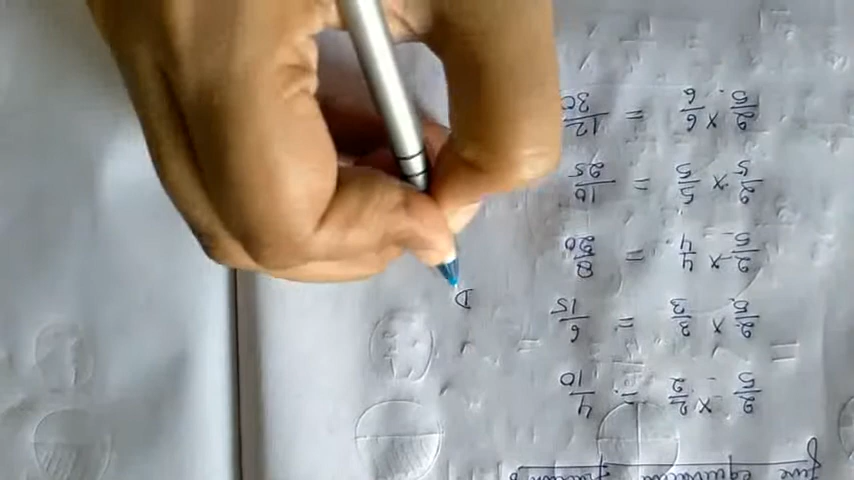 five equivalent fractions
= 2/5 × 2/2 = 4/10
2/5 × 3/3 = 6/15
2/5 × 4/4 = 8/20
2/5 × 5/5 = 10/25
2/5 × 6/6 = 12/30